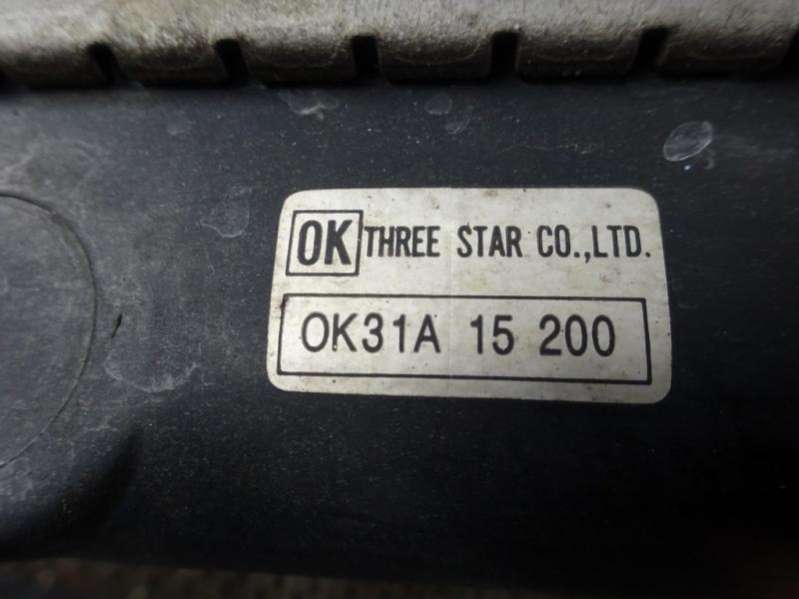 OK THREE STAR CO.,LTD.
OK31A 15 200